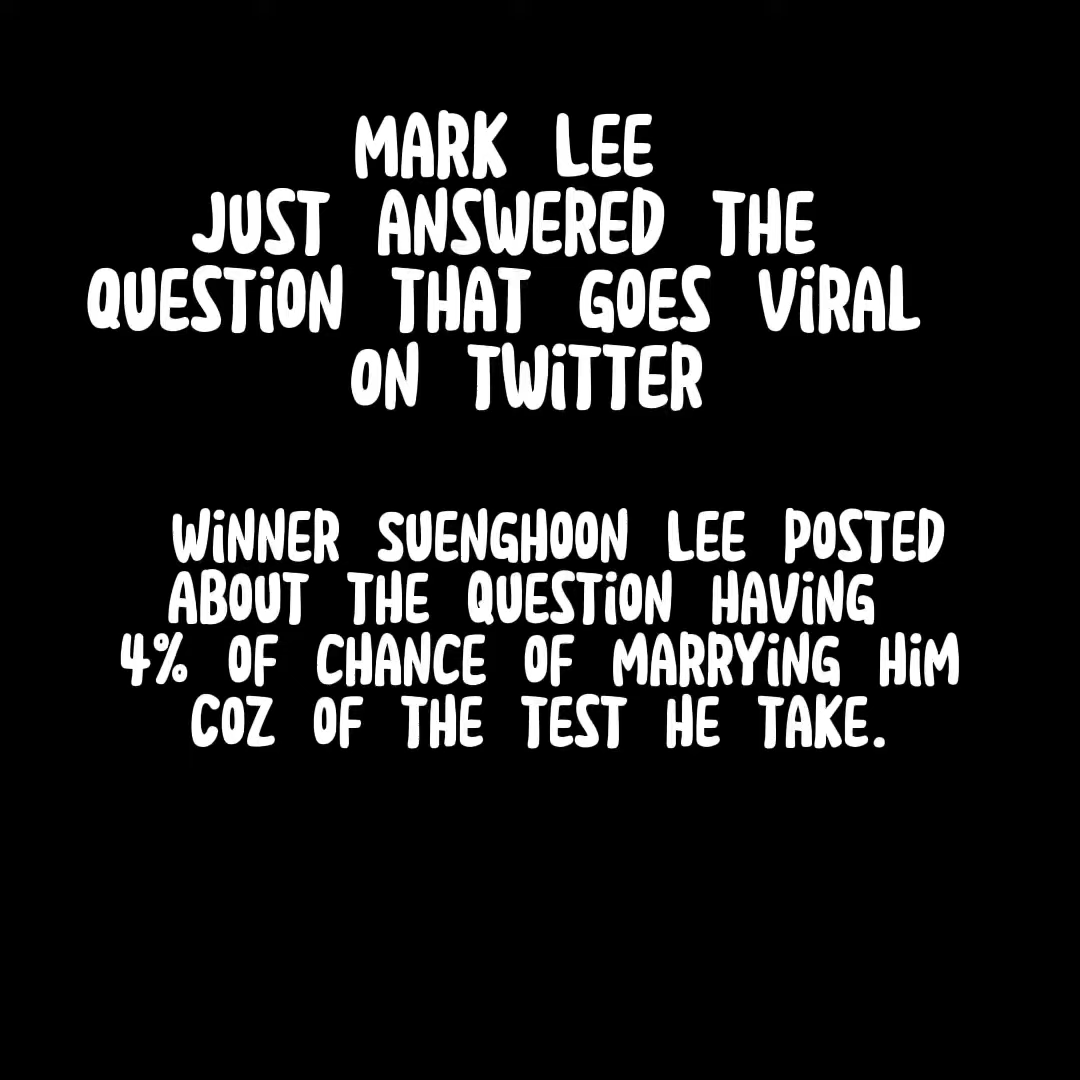 MARK LEE
JUST ANSWERED THE
QUESTiON THAT GOES ViRAL
ON TWiTTER
WiNNER SUENGHOON LEE POSTED
ABOUT THE QUESTiON HAViNG
4% OF CHANCE OF MARRYiNG HiM
COZ OF THE TEST HE TAKE.